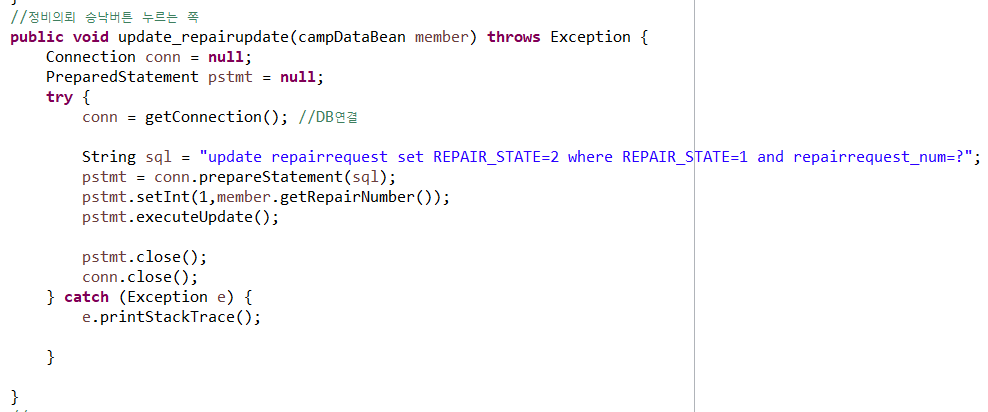 //정비의뢰 승낙버튼 누르는 쪽
public void update_repairupdate(campDataBean member) throws Exception {
Connection conn = null;
PreparedStatement pstmt = null;
try {
conn = getConnection(); //DB연결
String sql = "update repairrequest set REPAIR_STATE=2 where REPAIR_STATE=1 and repairrequest_num=?";
pstmt = conn.prepareStatement(sql);
pstmt.setInt(1,member.getRepairNumber());
pstmt.executeUpdate();
pstmt.close();
conn.close();
} catch (Exception e) {
e.printStackTrace();
}
}